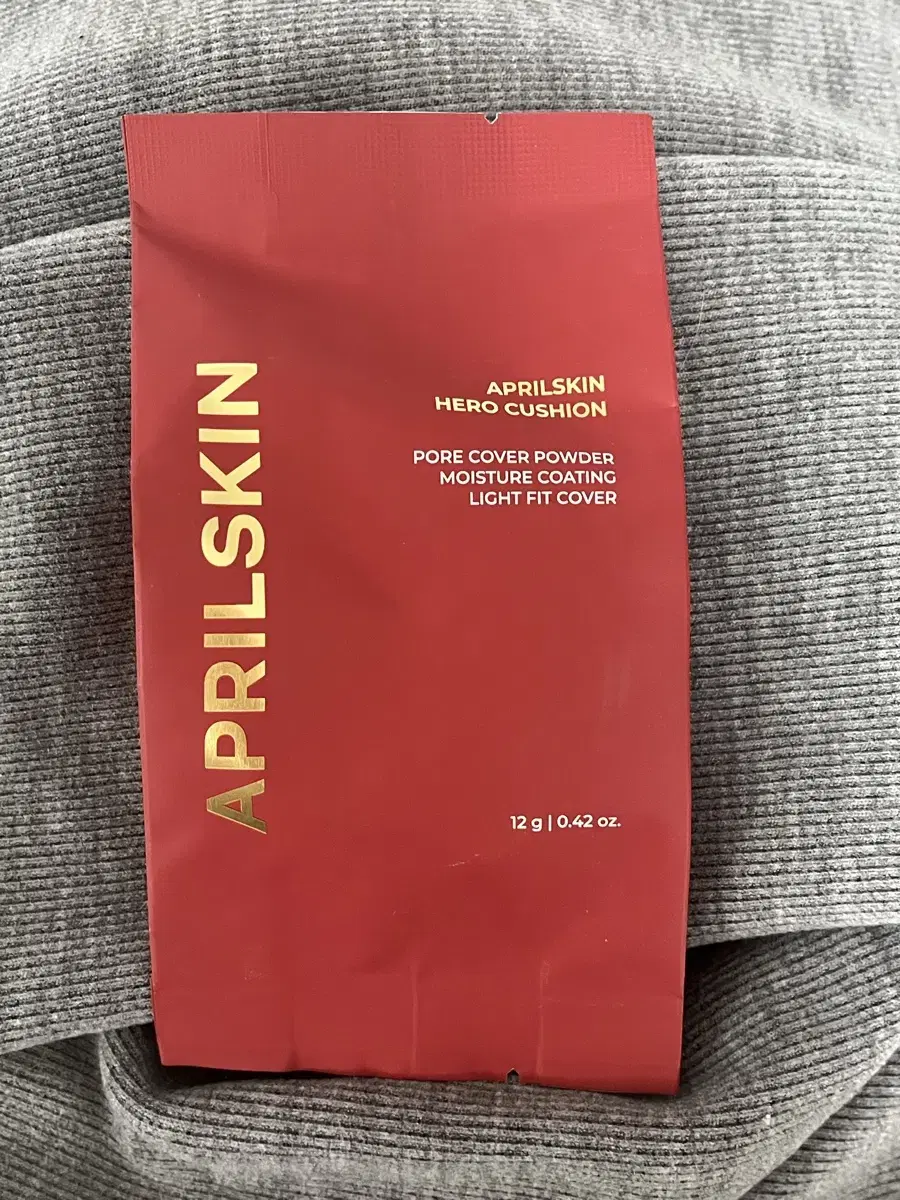 APRILSKIN
APRILSKIN
HERO CUSHION
PORE COVER POWDER
MOISTURE COATING
LIGHT FIT COVER
12 g | 0.42 oz.